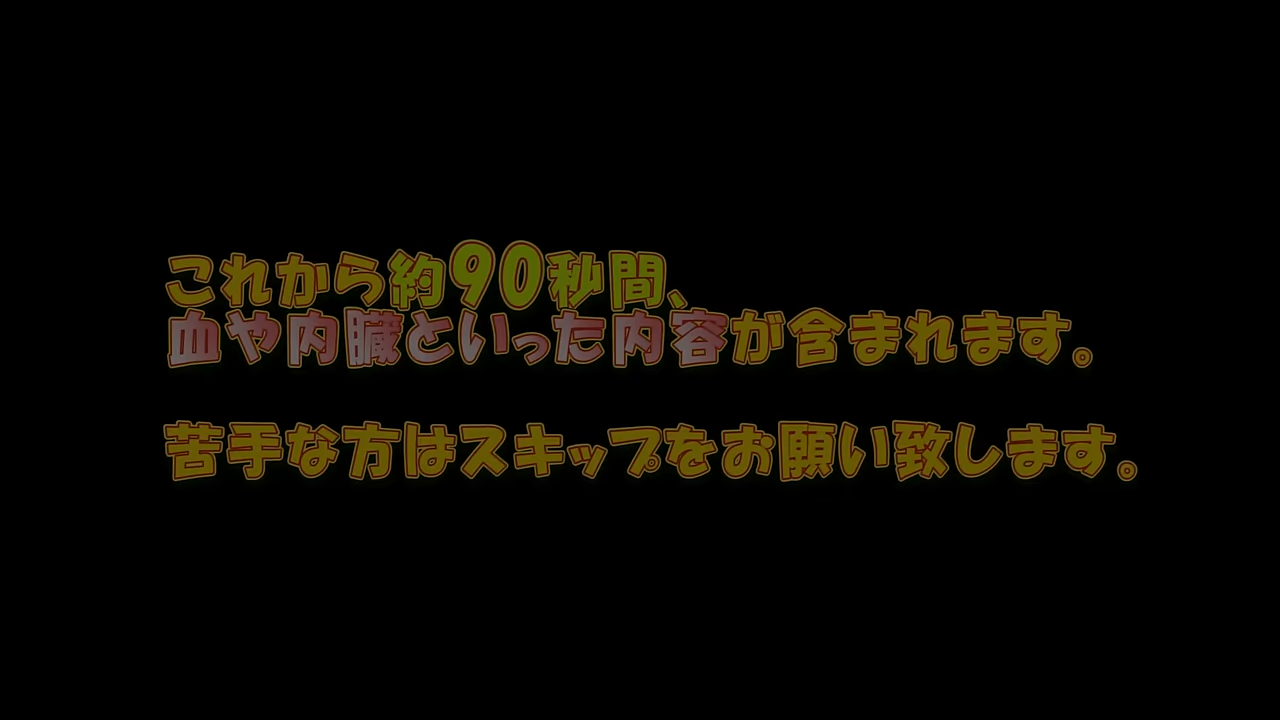 これから約90秒間、
血や内臓といった内容が含まれます。
苦手な方はスキップをお願い致します。